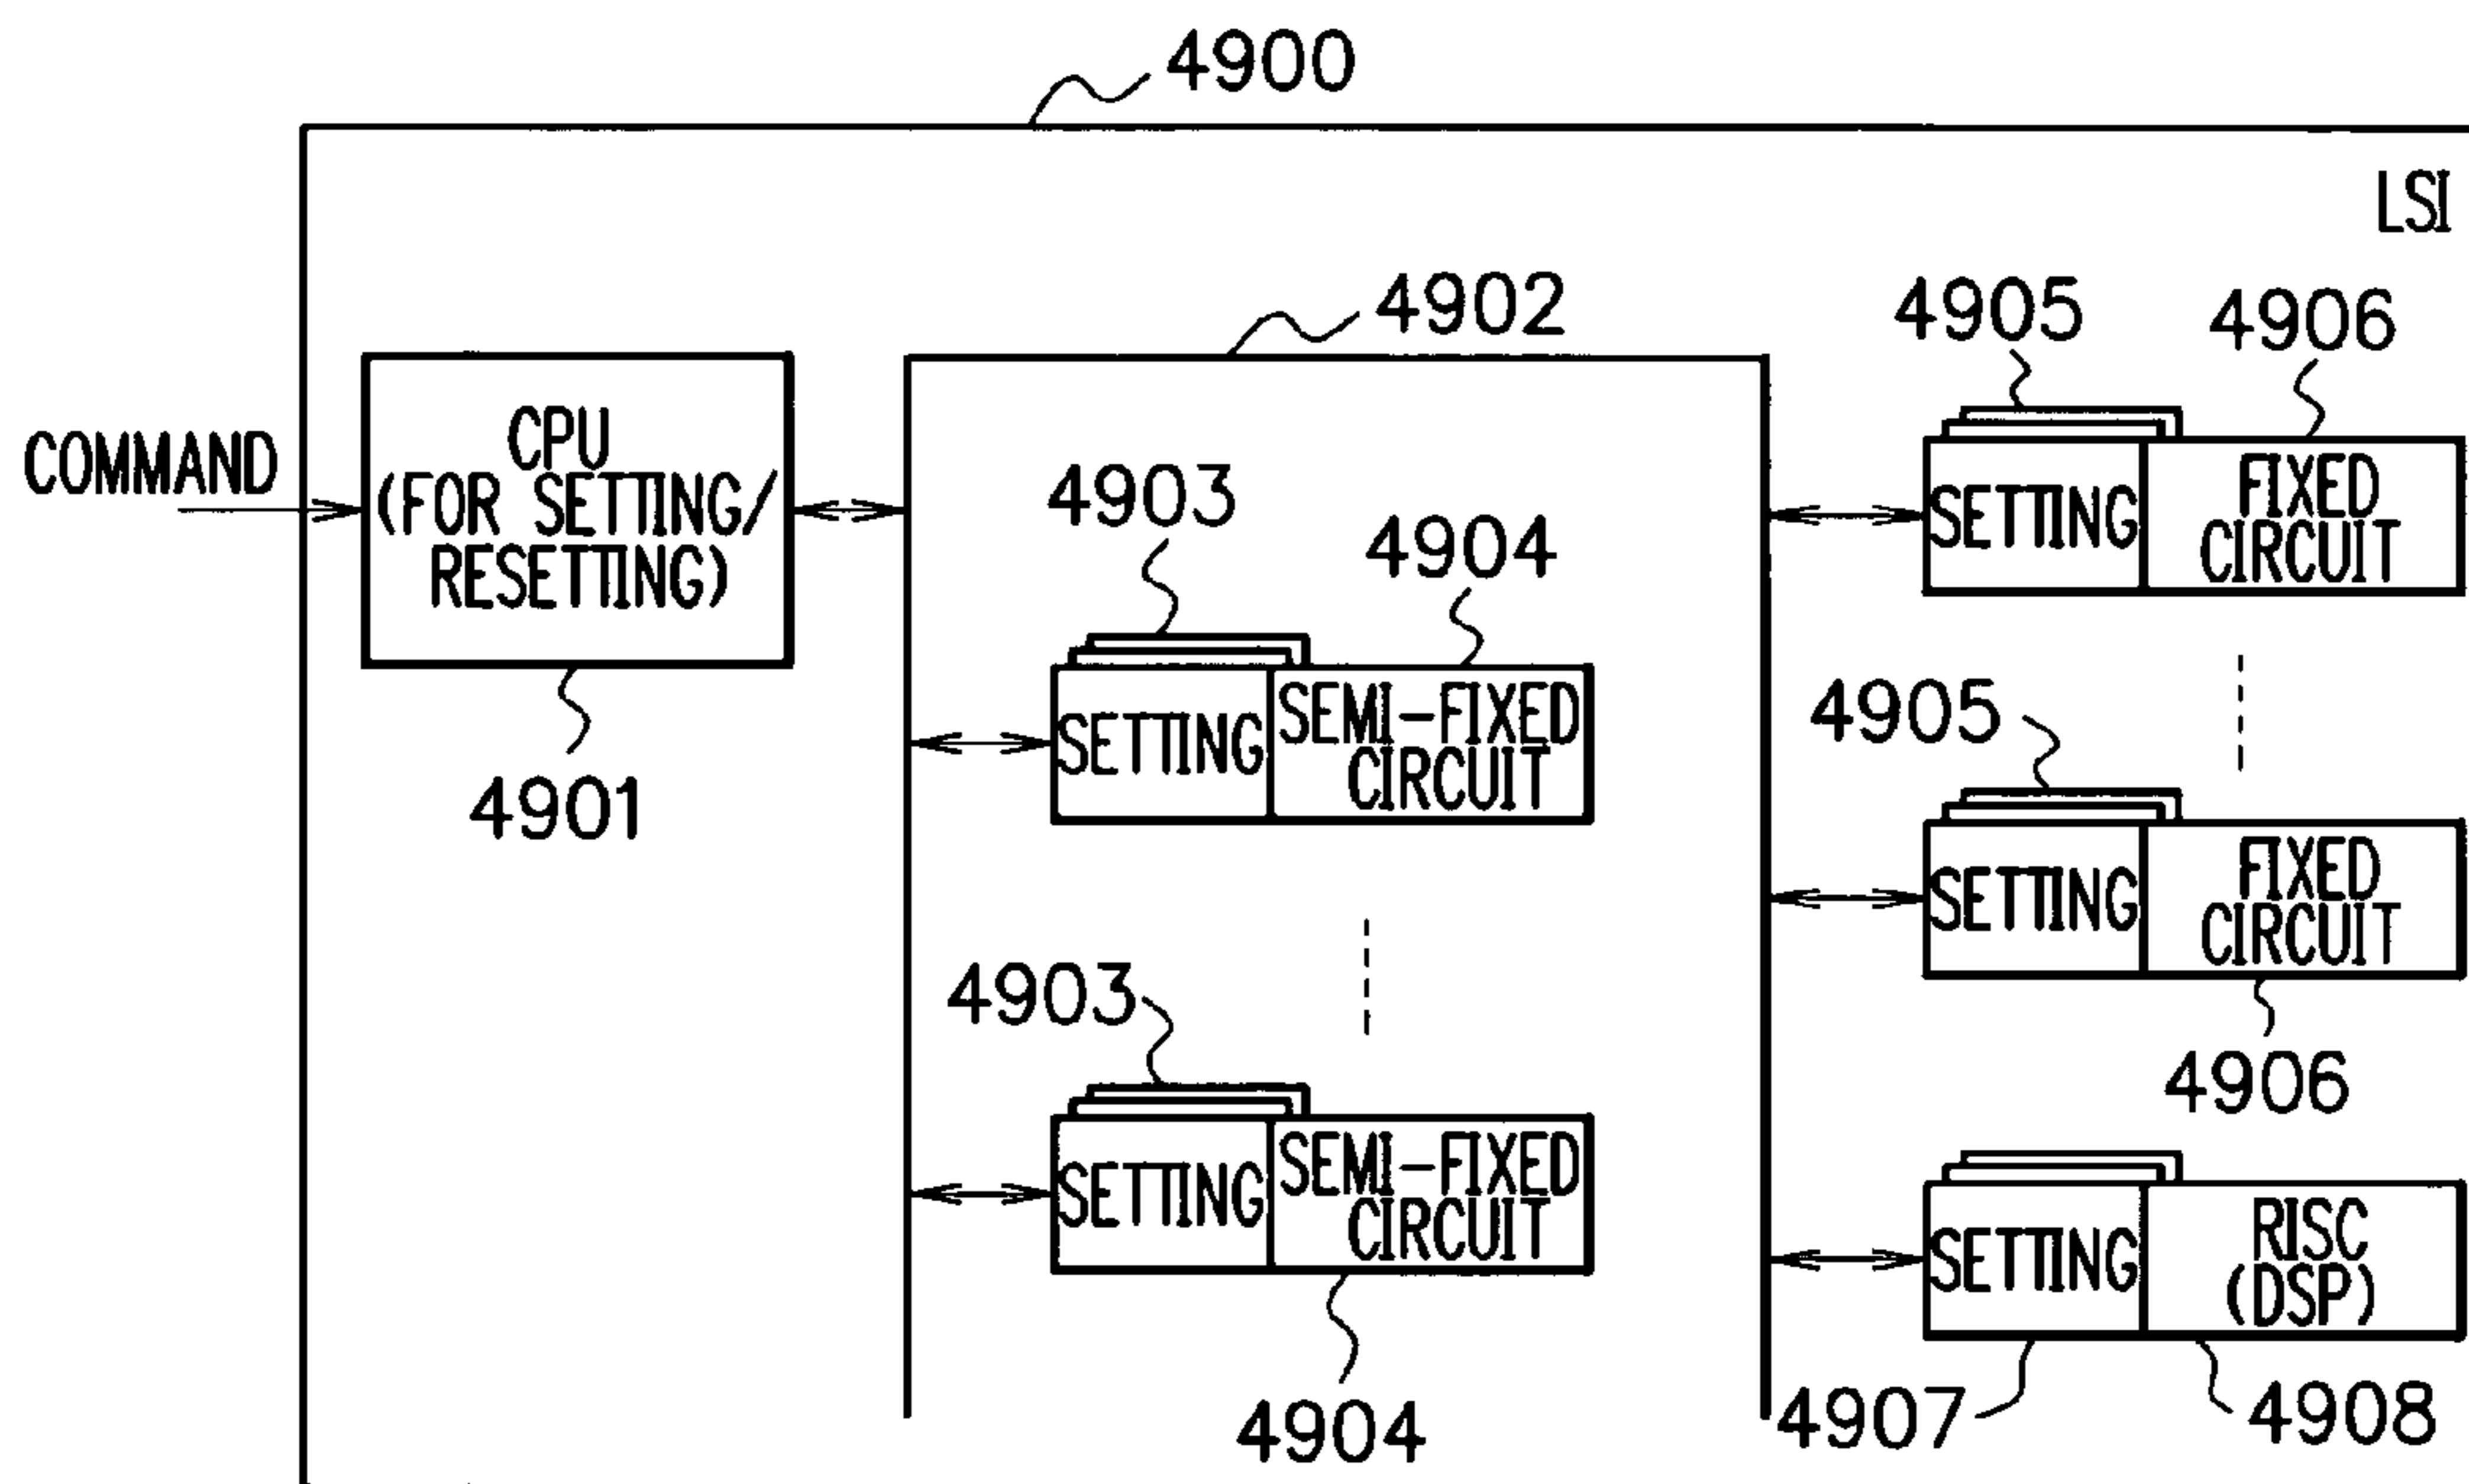 4900
LSI
4902
4905
4906
COMMAND
CPU
(FOR SETTING/
RESETTING)
4901
4903
4904
SETTING
FIXED
CIRCUIT
SETTING
SEMI-FIXED
CIRCUIT
4905
SETTING
FIXED
CIRCUIT
4906
4903
SETTING
SEMI-FIXED
CIRCUIT
4904
SETTING
RISC
(DSP)
4907
4908